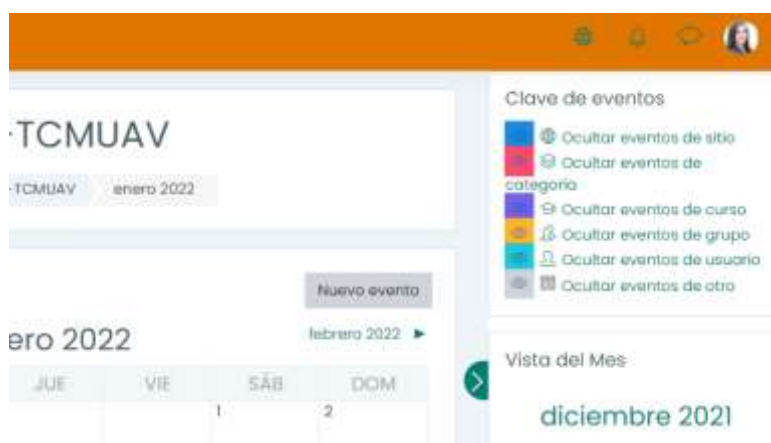 -TCMUAV
-TCMUAV enero 2022
Nuevo evento
ero 2022
febrero 2022 ►
JUE VIE SÁB DOM
1 2
Clave de eventos
Ocultar eventos de sitio
Ocultar eventos de
categoría
Ocultar eventos de curso
Ocultar eventos de grupo
Ocultar eventos de usuario
Ocultar eventos de otro
Vista del Mes
diciembre 2021